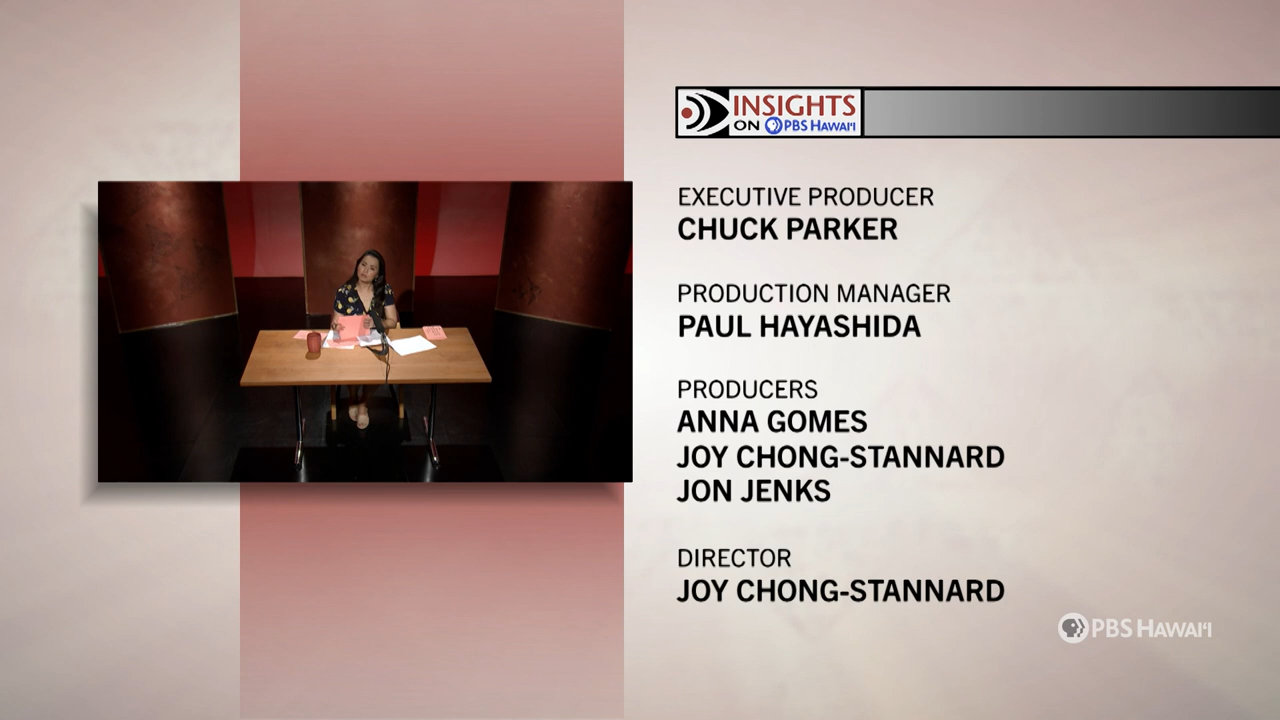 INSIGHTS
ON PBS HAWAI'I
EXECUTIVE PRODUCER
CHUCK PARKER
PRODUCTION MANAGER
PAUL HAYASHIDA
PRODUCERS
ANNA GOMES
JOY CHONG-STANNARD
JON JENKS
DIRECTOR
JOY CHONG-STANNARD
PBS HAWAI'I